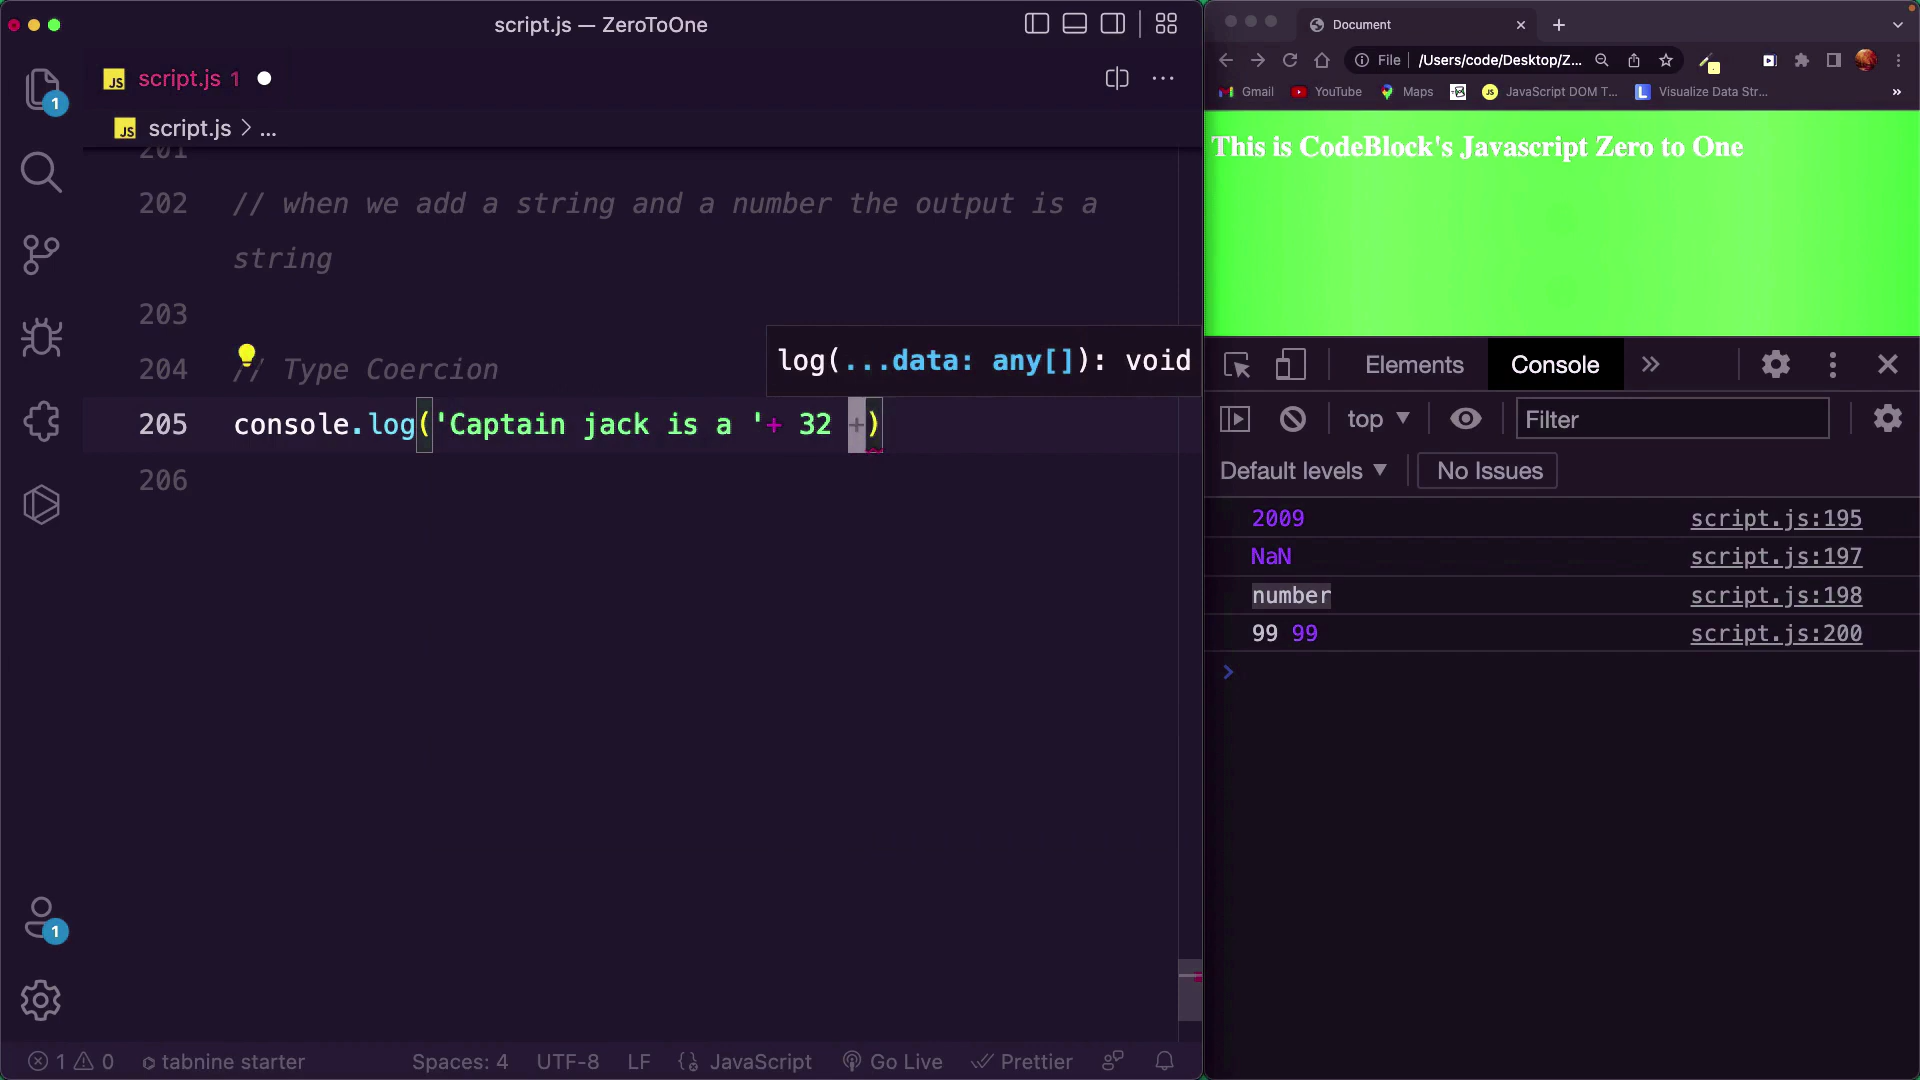 script.js — ZeroToOne
script.js 1
script.js > ...
201
202 // when we add a string and a number the output is a
string
203
204 // Type Coercion
log(...data: any[]): void
205 console.log('Captain jack is a '+ 32 +)
206
1
1
1 0 tabnine starter Spaces: 4 UTF-8 LF JavaScript Go Live Prettier
Document
File /Users/code/Desktop/Z...
Gmail YouTube Maps JavaScript DOM T... Visualize Data Str... »
This is CodeBlock's Javascript Zero to One
Elements Console
top Filter
Default levels No Issues
2009 script.js:195
NaN script.js:197
number script.js:198
99 99 script.js:200